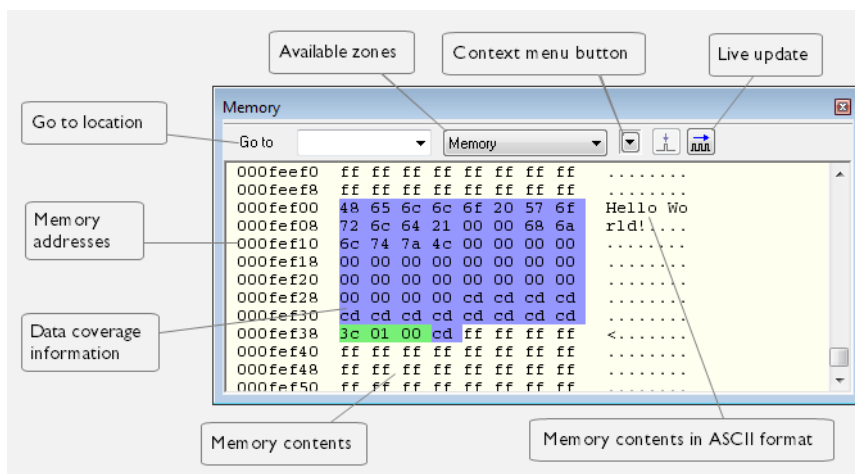 Available zones
Context menu button
Live update
Go to location
Memory
Go to
Memory
Memory addresses
Data coverage information
000feef0 ff ff ff ff ff ff ff ff ........
000feef8 ff ff ff ff ff ff ff ff ........
000fef00 48 65 6c 6c 6f 20 57 6f Hello Wo
000fef08 72 6c 64 21 00 00 68 6a rld!....
000fef10 6c 74 7a 4c 00 00 00 00 ........
000fef18 00 00 00 00 00 00 00 00 ........
000fef20 00 00 00 00 00 00 00 00 ........
000fef28 00 00 00 00 cd cd cd cd ........
000fef30 cd cd cd cd cd cd cd cd ........
000fef38 3c 01 00 cd ff ff ff ff <.......
000fef40 ff ff ff ff ff ff ff ff ........
000fef48 ff ff ff ff ff ff ff ff ........
000fef50 ff ff ff ff ff ff ff ff ........
Memory contents
Memory contents in ASCII format